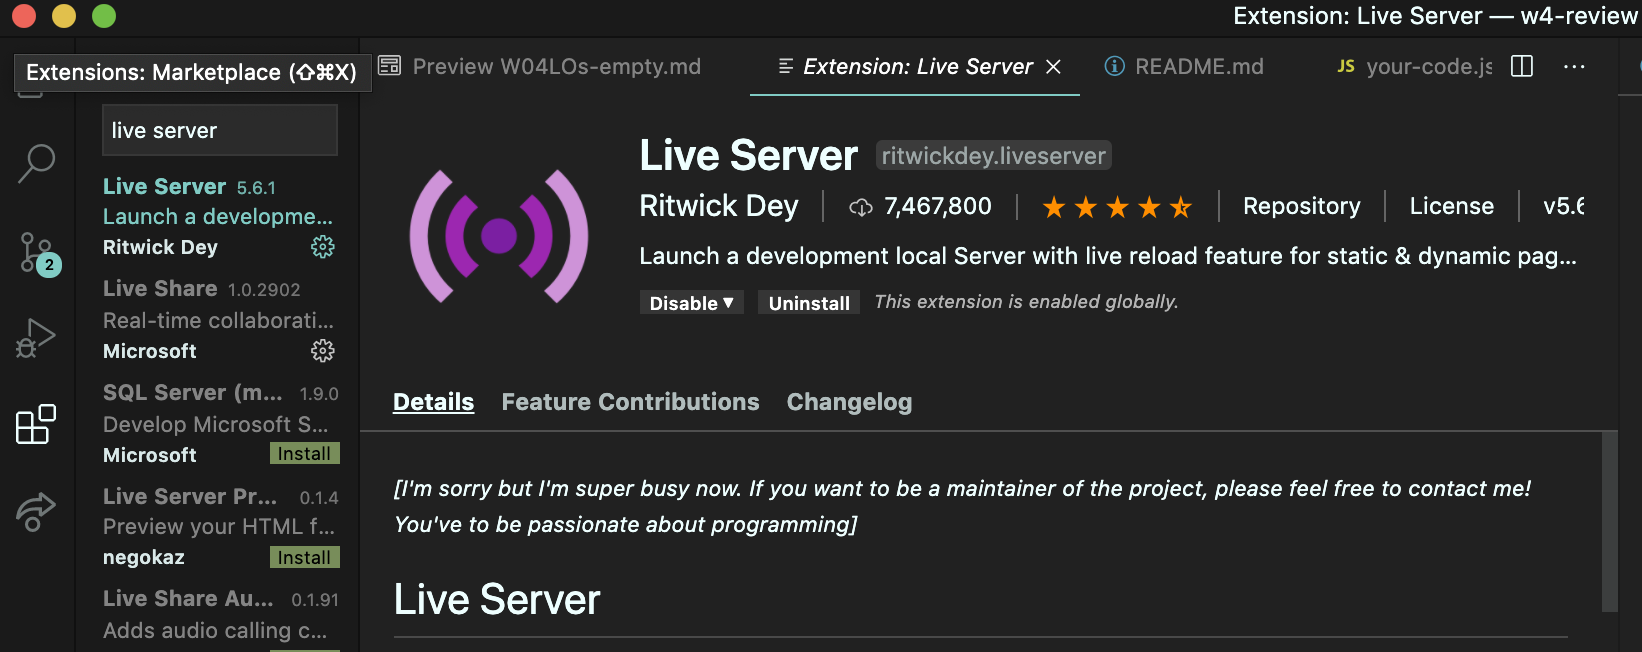 Extension: Live Server — w4-review
Extensions: Marketplace (⇧⌘X)
Preview W04LOs-empty.md
Extension: Live Server
README.md
JS your-code.js
live server
Live Server 5.6.1
Launch a developme...
Ritwick Dey
2
Live Share 1.0.2902
Real-time collaborati...
Microsoft
SQL Server (m... 1.9.0
Develop Microsoft S...
Microsoft Install
Live Server Pr... 0.1.4
Preview your HTML f...
negokaz Install
Live Share Au... 0.1.91
Adds audio calling c...
Live Server ritwickdey.liveserver
Ritwick Dey 7,467,800 Repository License v5.6
Launch a development local Server with live reload feature for static & dynamic pag...
Disable ▼ Uninstall This extension is enabled globally.
Details Feature Contributions Changelog
[I'm sorry but I'm super busy now. If you want to be a maintainer of the project, please feel free to contact me!
You've to be passionate about programming]
Live Server